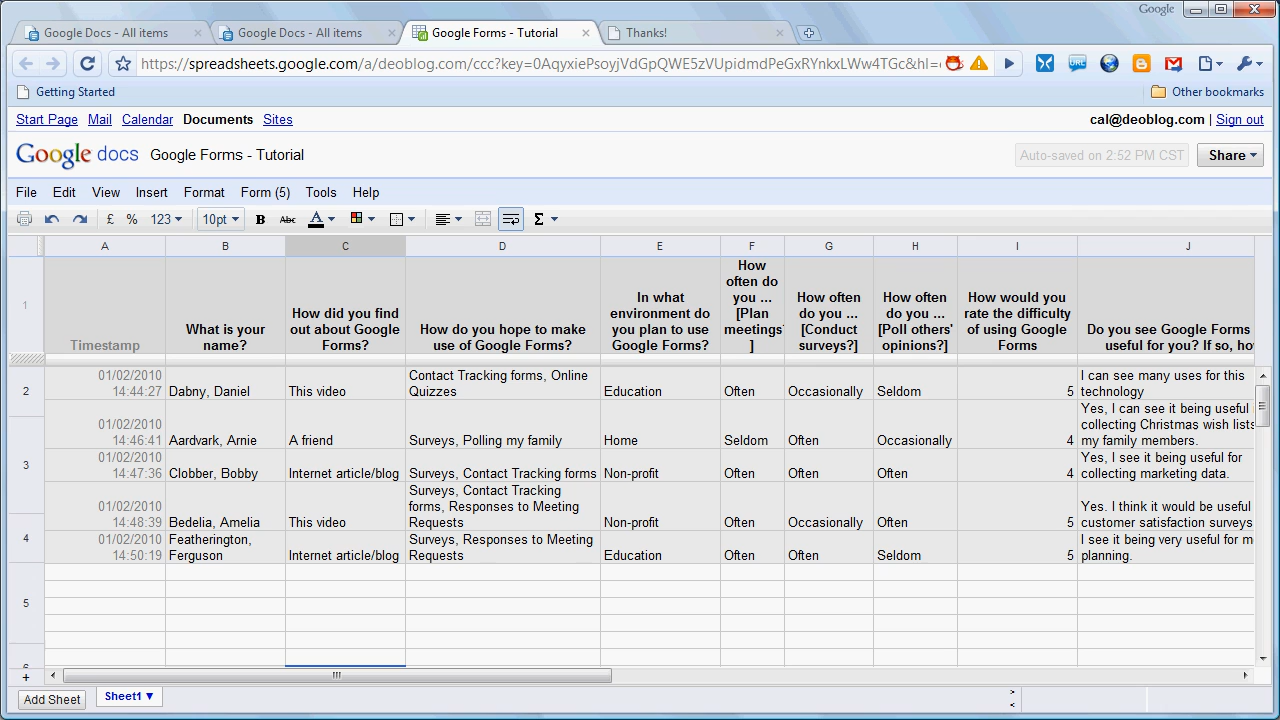 Google
Google Docs - All items
Google Docs - All items
Google Forms - Tutorial
Thanks!
https://spreadsheets.google.com/a/deoblog.com/ccc?key=0AqyxiePsoyjVdGpQWE5zVUpidmdPeGxRYnkxLWw4TGc&hl=
Getting Started
Other bookmarks
Start Page Mail Calendar Documents Sites
cal@deoblog.com | Sign out
Google docs Google Forms - Tutorial
Auto-saved on 2:52 PM CST
Share
File Edit View Insert Format Form (5) Tools Help
£ % 123 10pt B Abc A Σ
A B C D E F G H I J
1
Timestamp
What is your
name?
How did you find
out about Google
Forms?
How do you hope to make
use of Google Forms?
In what
environment do
you plan to use
Google Forms?
How
often do
you ...
[Plan
meetings?
]
How often
do you ...
[Conduct
surveys?]
How often
do you ...
[Poll others'
opinions?]
How would you
rate the difficulty
of using Google
Forms
Do you see Google Forms
useful for you? If so, ho
2
01/02/2010
14:44:27
Dabny, Daniel
This video
Contact Tracking forms, Online
Quizzes
Education
Often
Occasionally
Seldom
5
I can see many uses for this
technology
01/02/2010
14:46:41
Aardvark, Arnie
A friend
Surveys, Polling my family
Home
Seldom
Often
Occasionally
4
Yes, I can see it being useful
collecting Christmas wish lists
my family members.
3
01/02/2010
14:47:36
Clobber, Bobby
Internet article/blog
Surveys, Contact Tracking forms
Non-profit
Often
Often
Often
4
Yes, I see it being useful for
collecting marketing data.
01/02/2010
14:48:39
Bedelia, Amelia
This video
Surveys, Contact Tracking
forms, Responses to Meeting
Requests
Non-profit
Often
Occasionally
Often
5
Yes. I think it would be useful
customer satisfaction surveys
4
01/02/2010
14:50:19
Featherington,
Ferguson
Internet article/blog
Surveys, Responses to Meeting
Requests
Education
Often
Often
Seldom
5
I see it being very useful for m
planning.
5
6
+
Add Sheet
Sheet1